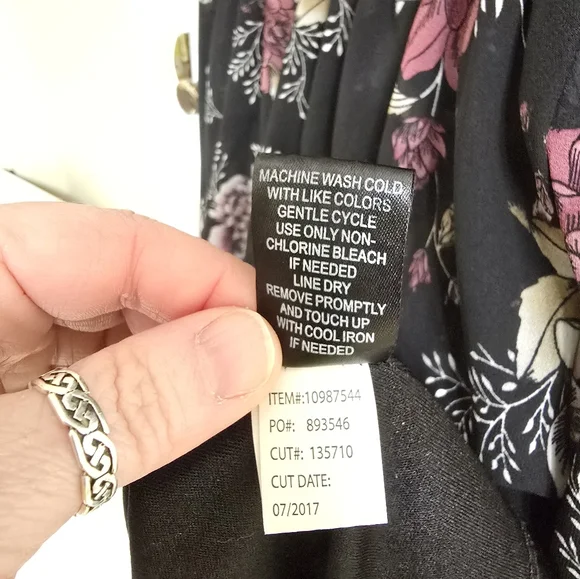 MACHINE WASH COLD
WITH LIKE COLORS
GENTLE CYCLE
USE ONLY NON-
CHLORINE BLEACH
IF NEEDED
LINE DRY
REMOVE PROMPTLY
AND TOUCH UP
WITH COOL IRON
IF NEEDED
ITEM#:10987544
PO#: 893546
CUT#: 135710
CUT DATE:
07/2017